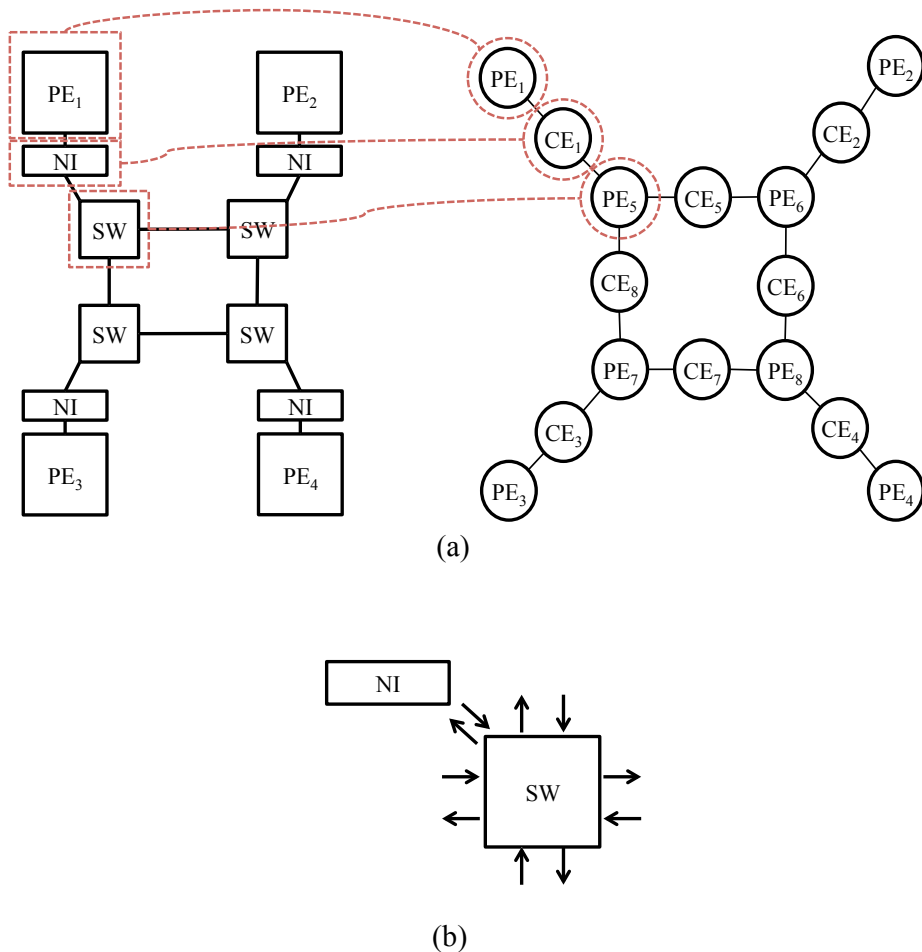 PE₁
NI
SW
PE₂
NI
SW
SW
NI
PE₃
SW
NI
PE₄
PE₁
CE₁
PE₅
CE₅
PE₆
CE₂
PE₂
CE₈
CE₆
PE₇
CE₇
PE₈
CE₃
PE₃
CE₄
PE₄
(a)
NI
SW
(b)